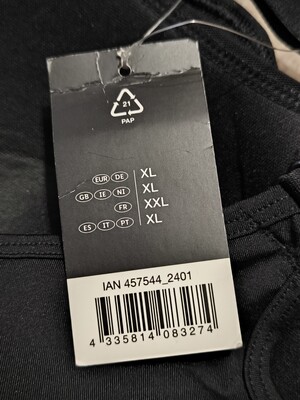 21
PAP
EUR DE XL
GB IE NI XL
FR XXL
ES IT PT XL
IAN 457544_2401
4 335814 083274